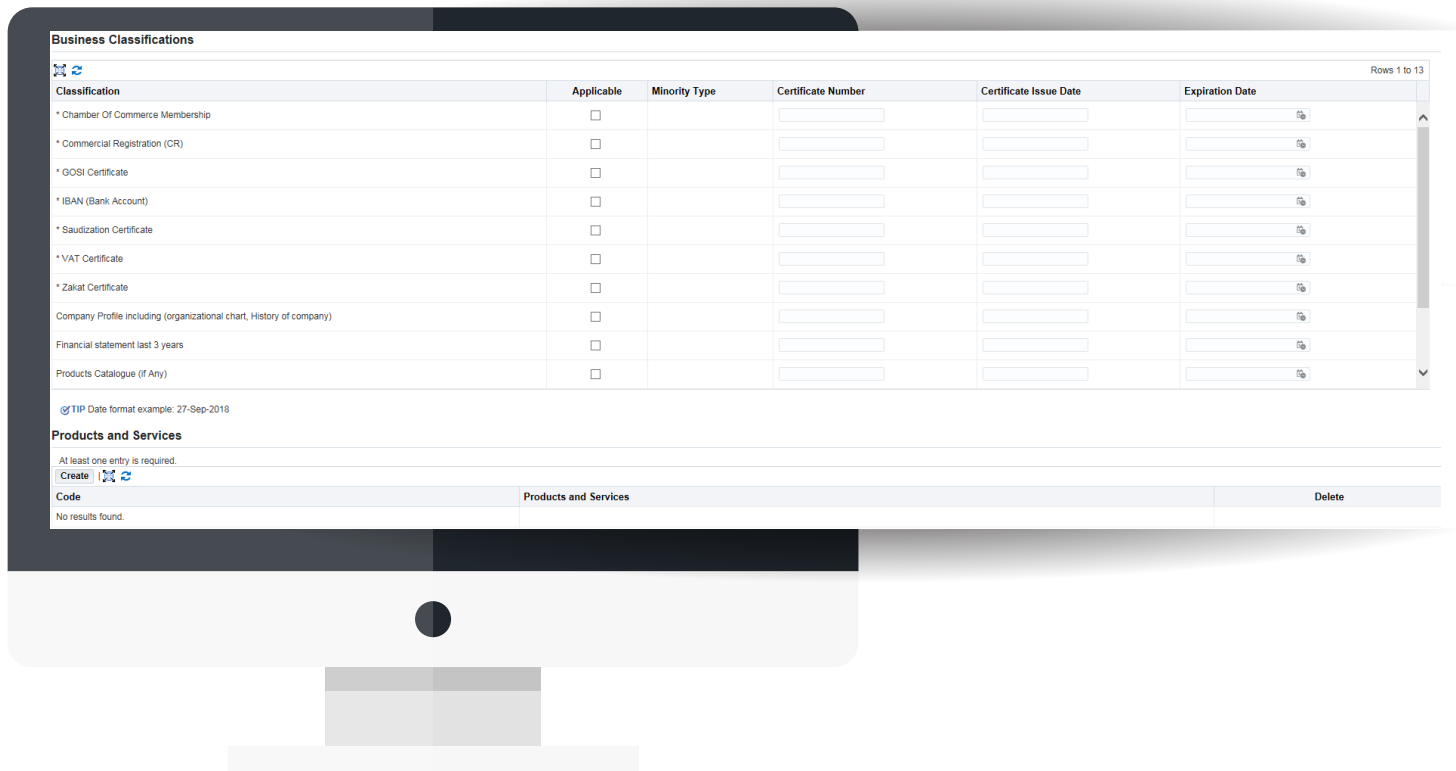 Business Classifications
Rows 1 to 13
Classification Applicable Minority Type Certificate Number Certificate Issue Date Expiration Date
* Chamber Of Commerce Membership
* Commercial Registration (CR)
* GOSI Certificate
* IBAN (Bank Account)
* Saudization Certificate
* VAT Certificate
* Zakat Certificate
Company Profile including (organizational chart, History of company)
Financial statement last 3 years
Products Catalogue (if Any)
TIP Date format example: 27-Sep-2018
Products and Services
At least one entry is required.
Create |
Code Products and Services Delete
No results found.